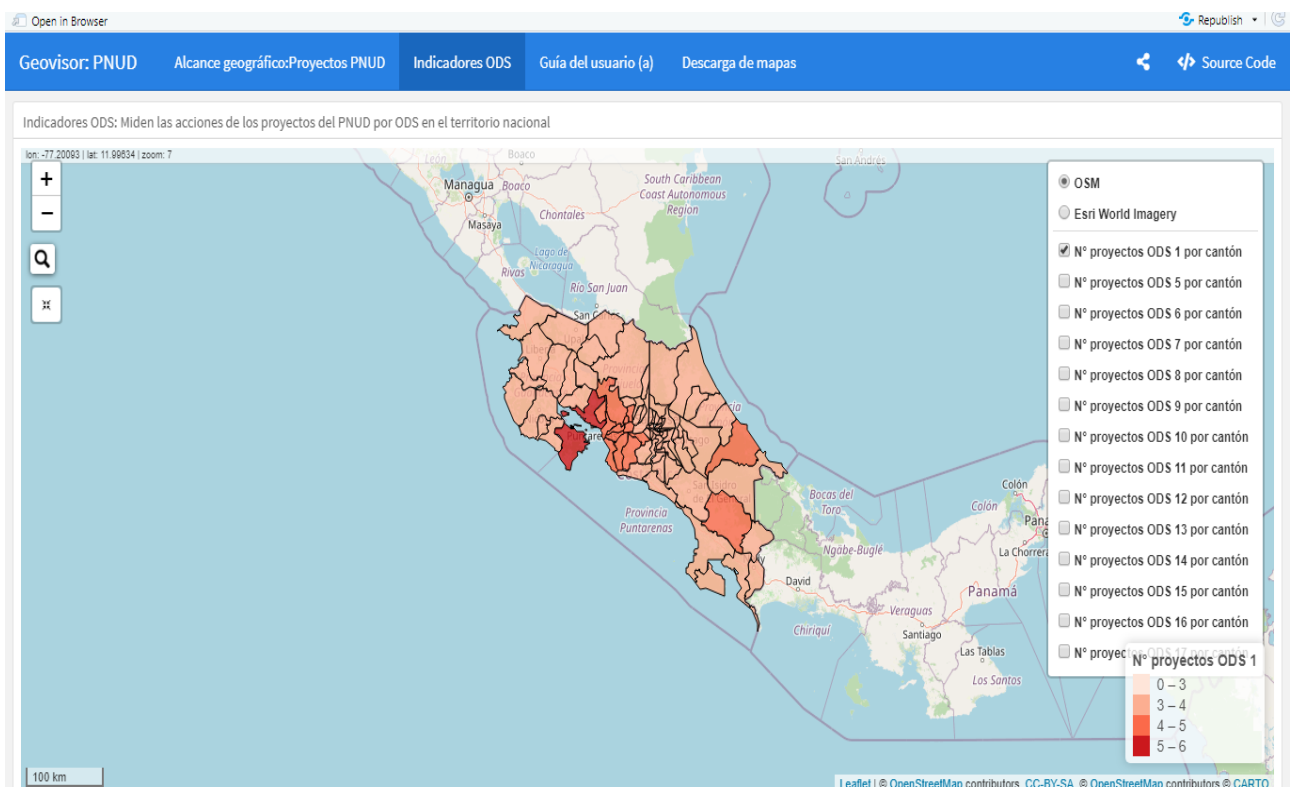 Open in Browser
Republish
Geovisor: PNUD
Alcance geográfico:Proyectos PNUD
Indicadores ODS
Guía del usuario (a)
Descarga de mapas
</> Source Code
Indicadores ODS: Miden las acciones de los proyectos del PNUD por ODS en el territorio nacional
lon: -77.20093 | lat: 11.99634 | zoom: 7
+
−
León
Boaco
San Andrés
Managua
Boaco
South Caribbean
Coast Autonomous
Region
Masaya
Chontales
Lago de
Nicaragua
Rivas
Río San Juan
Provincia
Puntarenas
Bocas del
Toro
Colón
Colón
Ngäbe-Buglé
La Chorrera
David
Panamá
Chiriquí
Veraguas
Santiago
Las Tablas
Los Santos
OSM
Esri World Imagery
N° proyectos ODS 1 por cantón
N° proyectos ODS 5 por cantón
N° proyectos ODS 6 por cantón
N° proyectos ODS 7 por cantón
N° proyectos ODS 8 por cantón
N° proyectos ODS 9 por cantón
N° proyectos ODS 10 por cantón
N° proyectos ODS 11 por cantón
N° proyectos ODS 12 por cantón
N° proyectos ODS 13 por cantón
N° proyectos ODS 14 por cantón
N° proyectos ODS 15 por cantón
N° proyectos ODS 16 por cantón
N° proyectos ODS 17 por cantón
N° proyectos ODS 1
0 – 3
3 – 4
4 – 5
5 – 6
100 km
Leaflet | © OpenStreetMap contributors, CC-BY-SA, © OpenStreetMap contributors © CARTO